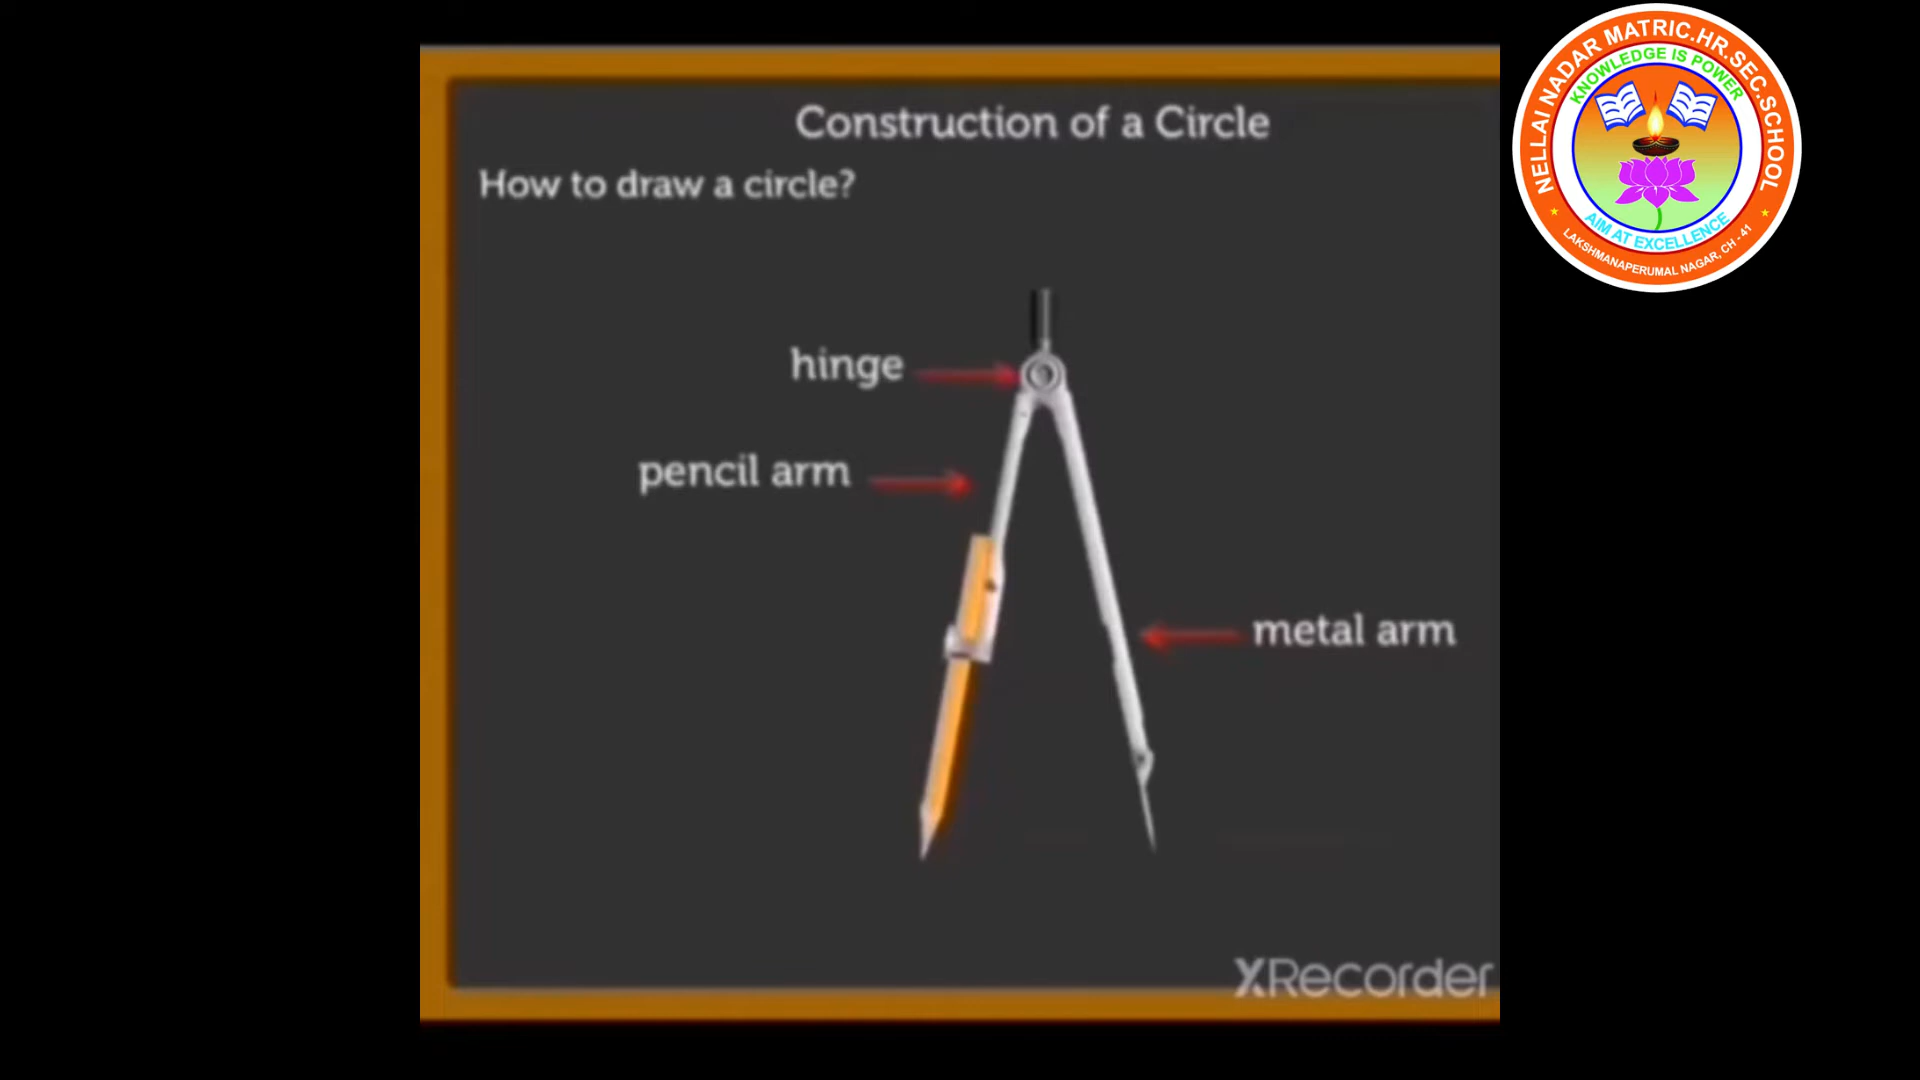 Construction of a Circle
How to draw a circle?
hinge
pencil arm
metal arm
XRecorder
NELLAI NADAR MATRIC.HR.SEC.SCHOOL
KNOWLEDGE IS POWER
AIM AT EXCELLENCE
LAKSHMANAPERUMAL NAGAR, CH - 41